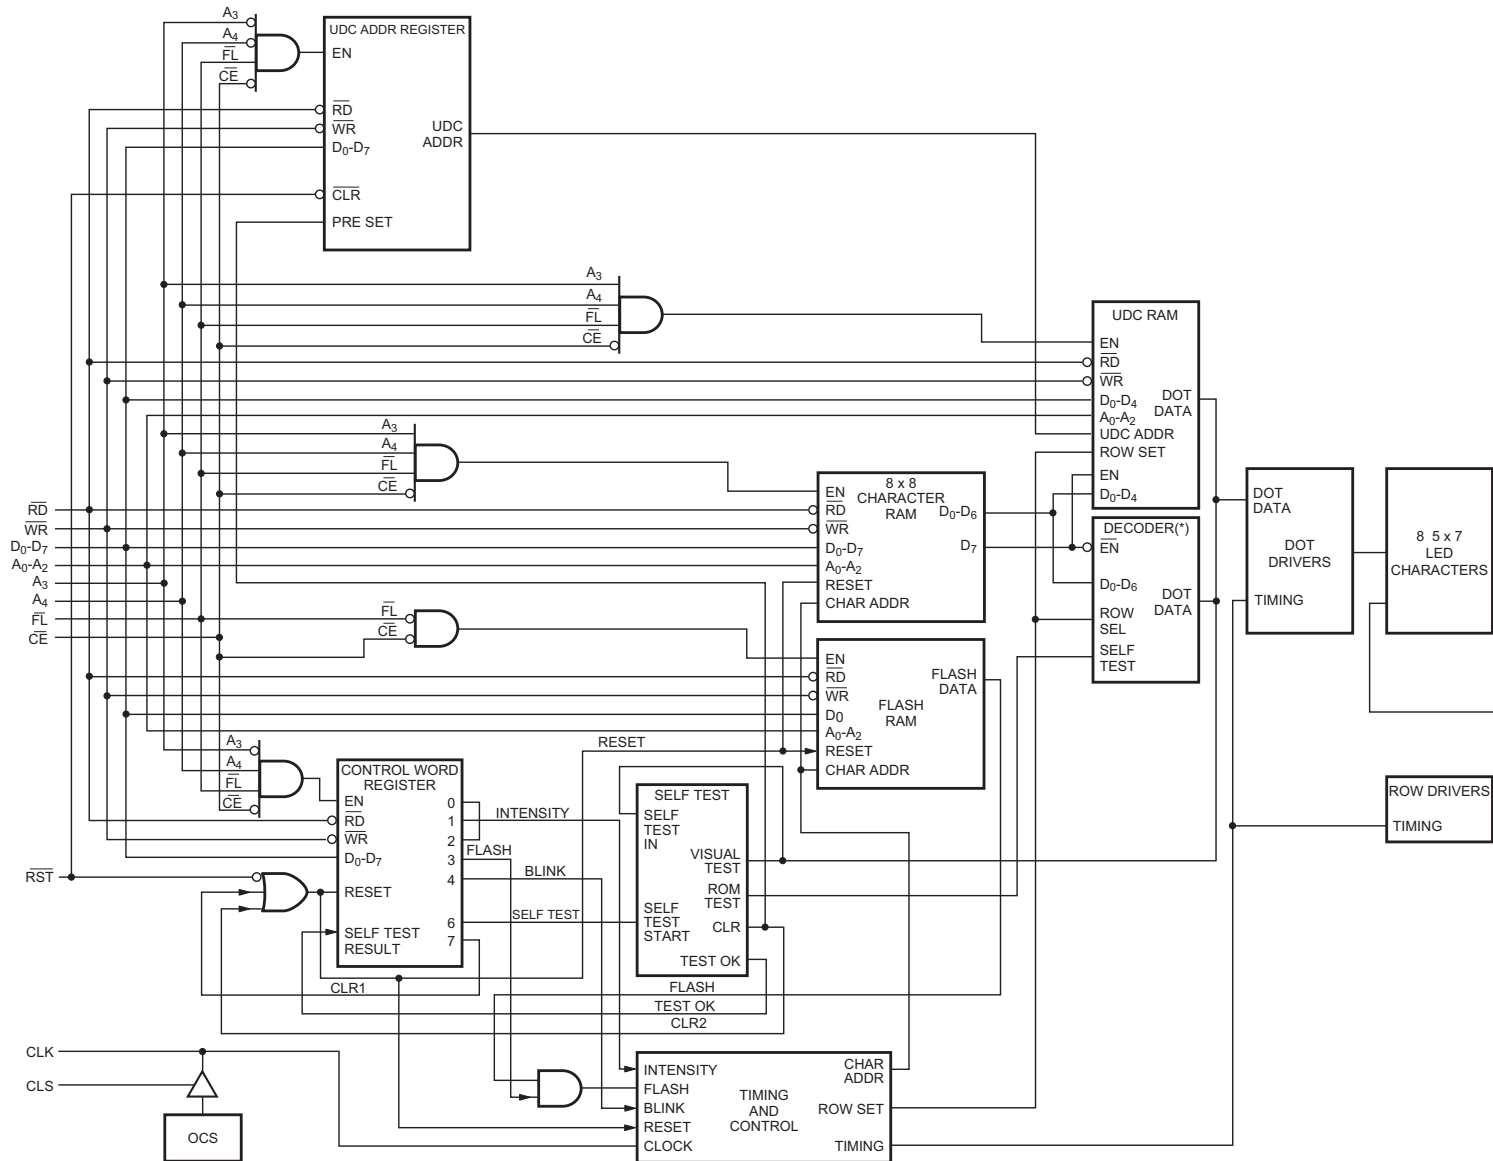 A3
A4
FL
CE
UDC ADDR REGISTER
EN
RD
WR
D0-D7
CLR
PRE SET
UDC
ADDR
A3
A4
FL
CE
UDC RAM
EN
RD
WR
D0-D4
A0-A2
UDC ADDR
ROW SET
EN
D0-D4
DOT
DATA
A3
A4
FL
CE
8 x 8
CHARACTER
RAM
EN
RD
WR
D0-D7
A0-A2
RESET
CHAR ADDR
D0-D6
D7
DECODER(*)
EN
D0-D6
ROW
SEL
SELF
TEST
DOT
DATA
DOT
DATA
DOT
DRIVERS
TIMING
8 5 x 7
LED
CHARACTERS
RD
WR
D0-D7
A0-A2
A3
A4
FL
CE
FL
CE
EN
RD
WR
D0
A0-A2
RESET
CHAR ADDR
FLASH
DATA
FLASH
RAM
RESET
A3
A4
FL
CE
CONTROL WORD
REGISTER
EN
RD
WR
D0-D7
RESET
SELF TEST
RESULT
0
1
2
3
4
6
7
INTENSITY
FLASH
BLINK
SELF TEST
SELF TEST
SELF
TEST
IN
VISUAL
TEST
ROM
TEST
SELF
TEST
START
CLR
TEST OK
ROW DRIVERS
TIMING
RST
CLR1
FLASH
TEST OK
CLR2
CLK
CLS
OCS
INTENSITY
FLASH
BLINK
RESET
CLOCK
TIMING
AND
CONTROL
CHAR
ADDR
ROW SET
TIMING